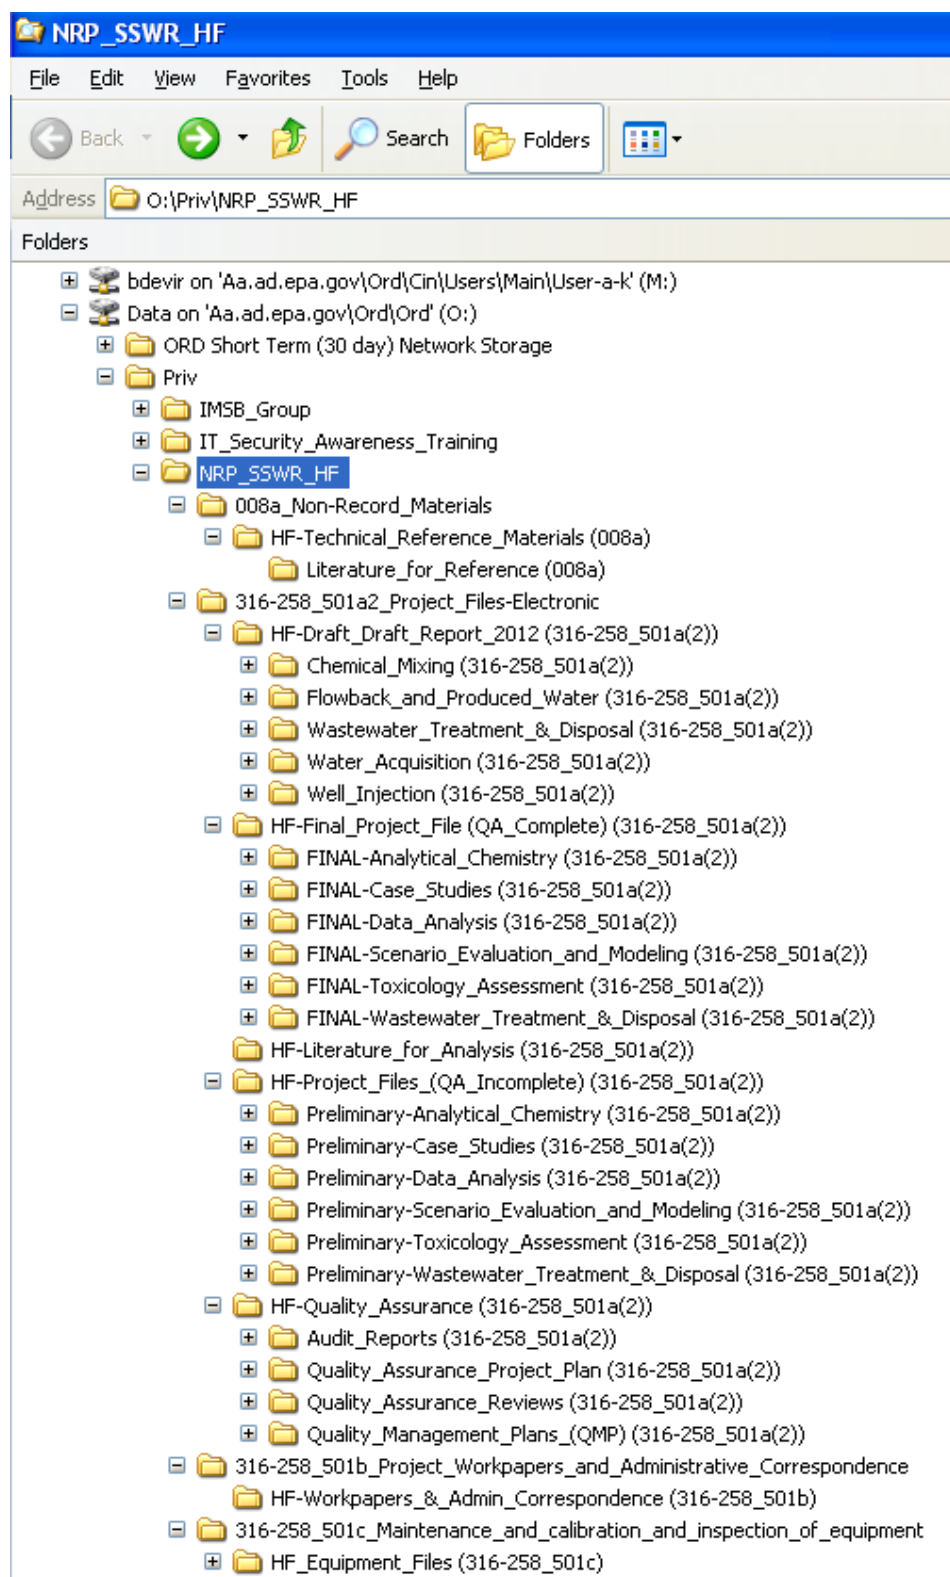 NRP_SSWR_HF
File Edit View Favorites Tools Help
Back Search Folders
Address O:\Priv\NRP_SSWR_HF
Folders
bdevir on 'Aa.ad.epa.gov\Ord\Cin\Users\Main\User-a-k' (M:)
Data on 'Aa.ad.epa.gov\Ord\Ord' (O:)
ORD Short Term (30 day) Network Storage
Priv
IMSB_Group
IT_Security_Awareness_Training
NRP_SSWR_HF
008a_Non-Record_Materials
HF-Technical_Reference_Materials (008a)
Literature_for_Reference (008a)
316-258_501a2_Project_Files-Electronic
HF-Draft_Draft_Report_2012 (316-258_501a(2))
Chemical_Mixing (316-258_501a(2))
Flowback_and_Produced_Water (316-258_501a(2))
Wastewater_Treatment_&_Disposal (316-258_501a(2))
Water_Acquisition (316-258_501a(2))
Well_Injection (316-258_501a(2))
HF-Final_Project_File (QA_Complete) (316-258_501a(2))
FINAL-Analytical_Chemistry (316-258_501a(2))
FINAL-Case_Studies (316-258_501a(2))
FINAL-Data_Analysis (316-258_501a(2))
FINAL-Scenario_Evaluation_and_Modeling (316-258_501a(2))
FINAL-Toxicology_Assessment (316-258_501a(2))
FINAL-Wastewater_Treatment_&_Disposal (316-258_501a(2))
HF-Literature_for_Analysis (316-258_501a(2))
HF-Project_Files_(QA_Incomplete) (316-258_501a(2))
Preliminary-Analytical_Chemistry (316-258_501a(2))
Preliminary-Case_Studies (316-258_501a(2))
Preliminary-Data_Analysis (316-258_501a(2))
Preliminary-Scenario_Evaluation_and_Modeling (316-258_501a(2))
Preliminary-Toxicology_Assessment (316-258_501a(2))
Preliminary-Wastewater_Treatment_&_Disposal (316-258_501a(2))
HF-Quality_Assurance (316-258_501a(2))
Audit_Reports (316-258_501a(2))
Quality_Assurance_Project_Plan (316-258_501a(2))
Quality_Assurance_Reviews (316-258_501a(2))
Quality_Management_Plans_(QMP) (316-258_501a(2))
316-258_501b_Project_Workpapers_and_Administrative_Correspondence
HF-Workpapers_&_Admin_Correspondence (316-258_501b)
316-258_501c_Maintenance_and_calibration_and_inspection_of_equipment
HF_Equipment_Files (316-258_501c)